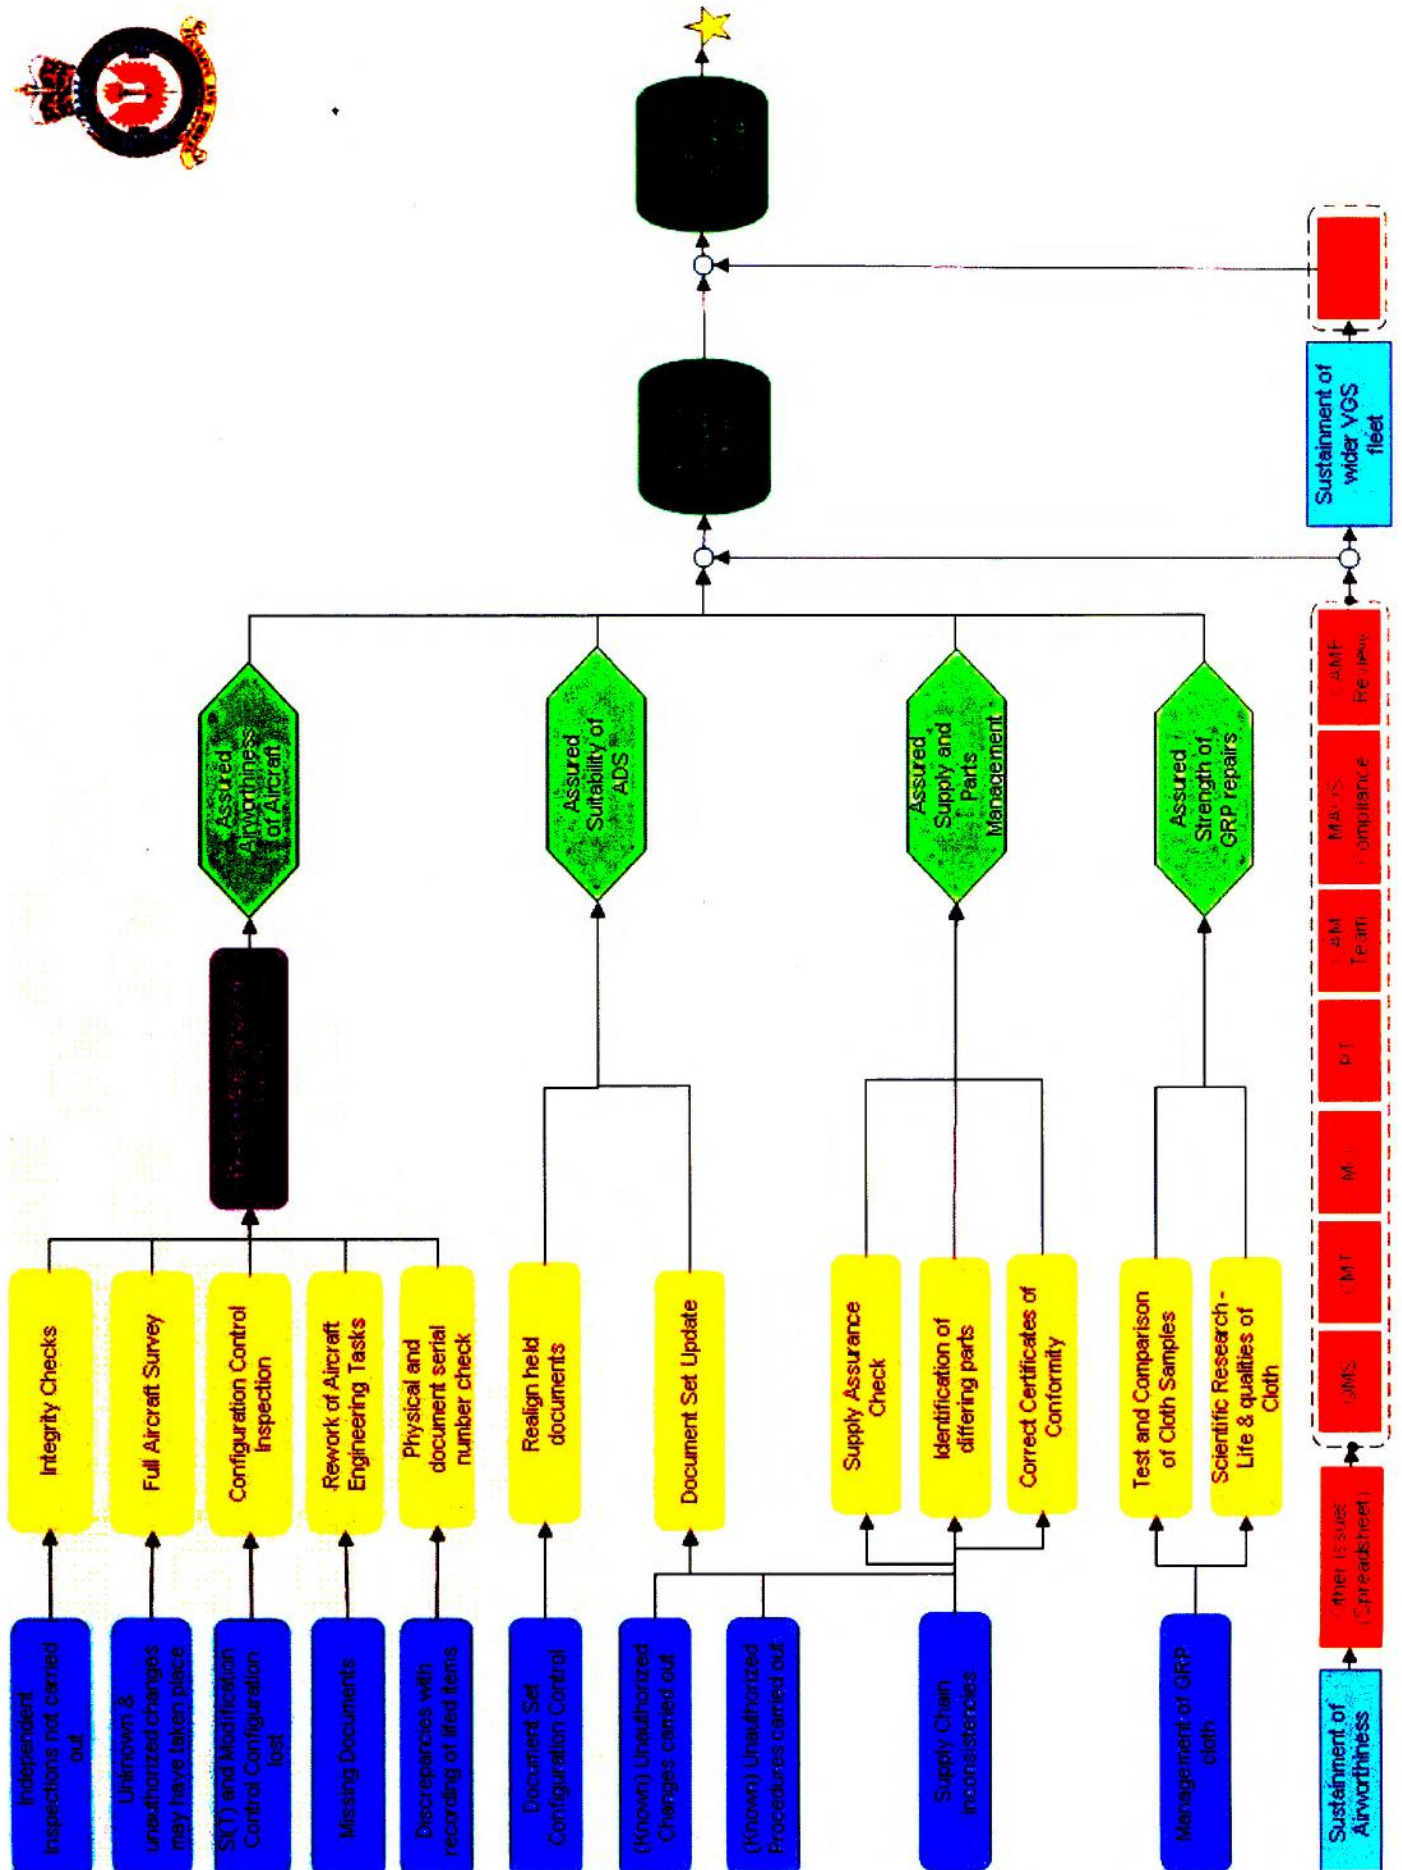 Independent
Inspections not carried
out
Unknown &
unauthorized changes
may have taken place
SI(T) and Modification
Control Configuration
lost
Missing Documents
Discrepancies with
recording of lifed items
Document Set
Configuration Control
(Known) Unauthorized
Changes carried out
(Known) Unauthorized
Procedures carried out
Supply Chain
inconsistencies
Management of GRP
cloth
Sustainment of
Airworthiness
Integrity Checks
Full Aircraft Survey
Configuration Control
Inspection
Rework of Aircraft
Engineering Tasks
Physical and
document serial
number check
Realign held
documents
Document Set Update
Supply Assurance
Check
Identification of
differing parts
Correct Certificates of
Conformity
Test and Comparison
of Cloth Samples
Scientific Research -
Life & qualities of
Cloth
Other issues
(Spreadsheet)
Assured
Airworthiness
of Aircraft
Assured
Suitability of
ADS
Assured
Supply and
Parts
Management
Assured
Strength of
GRP repairs
QMS
Team
Compliance
Review
Sustainment of
wider VGS
fleet